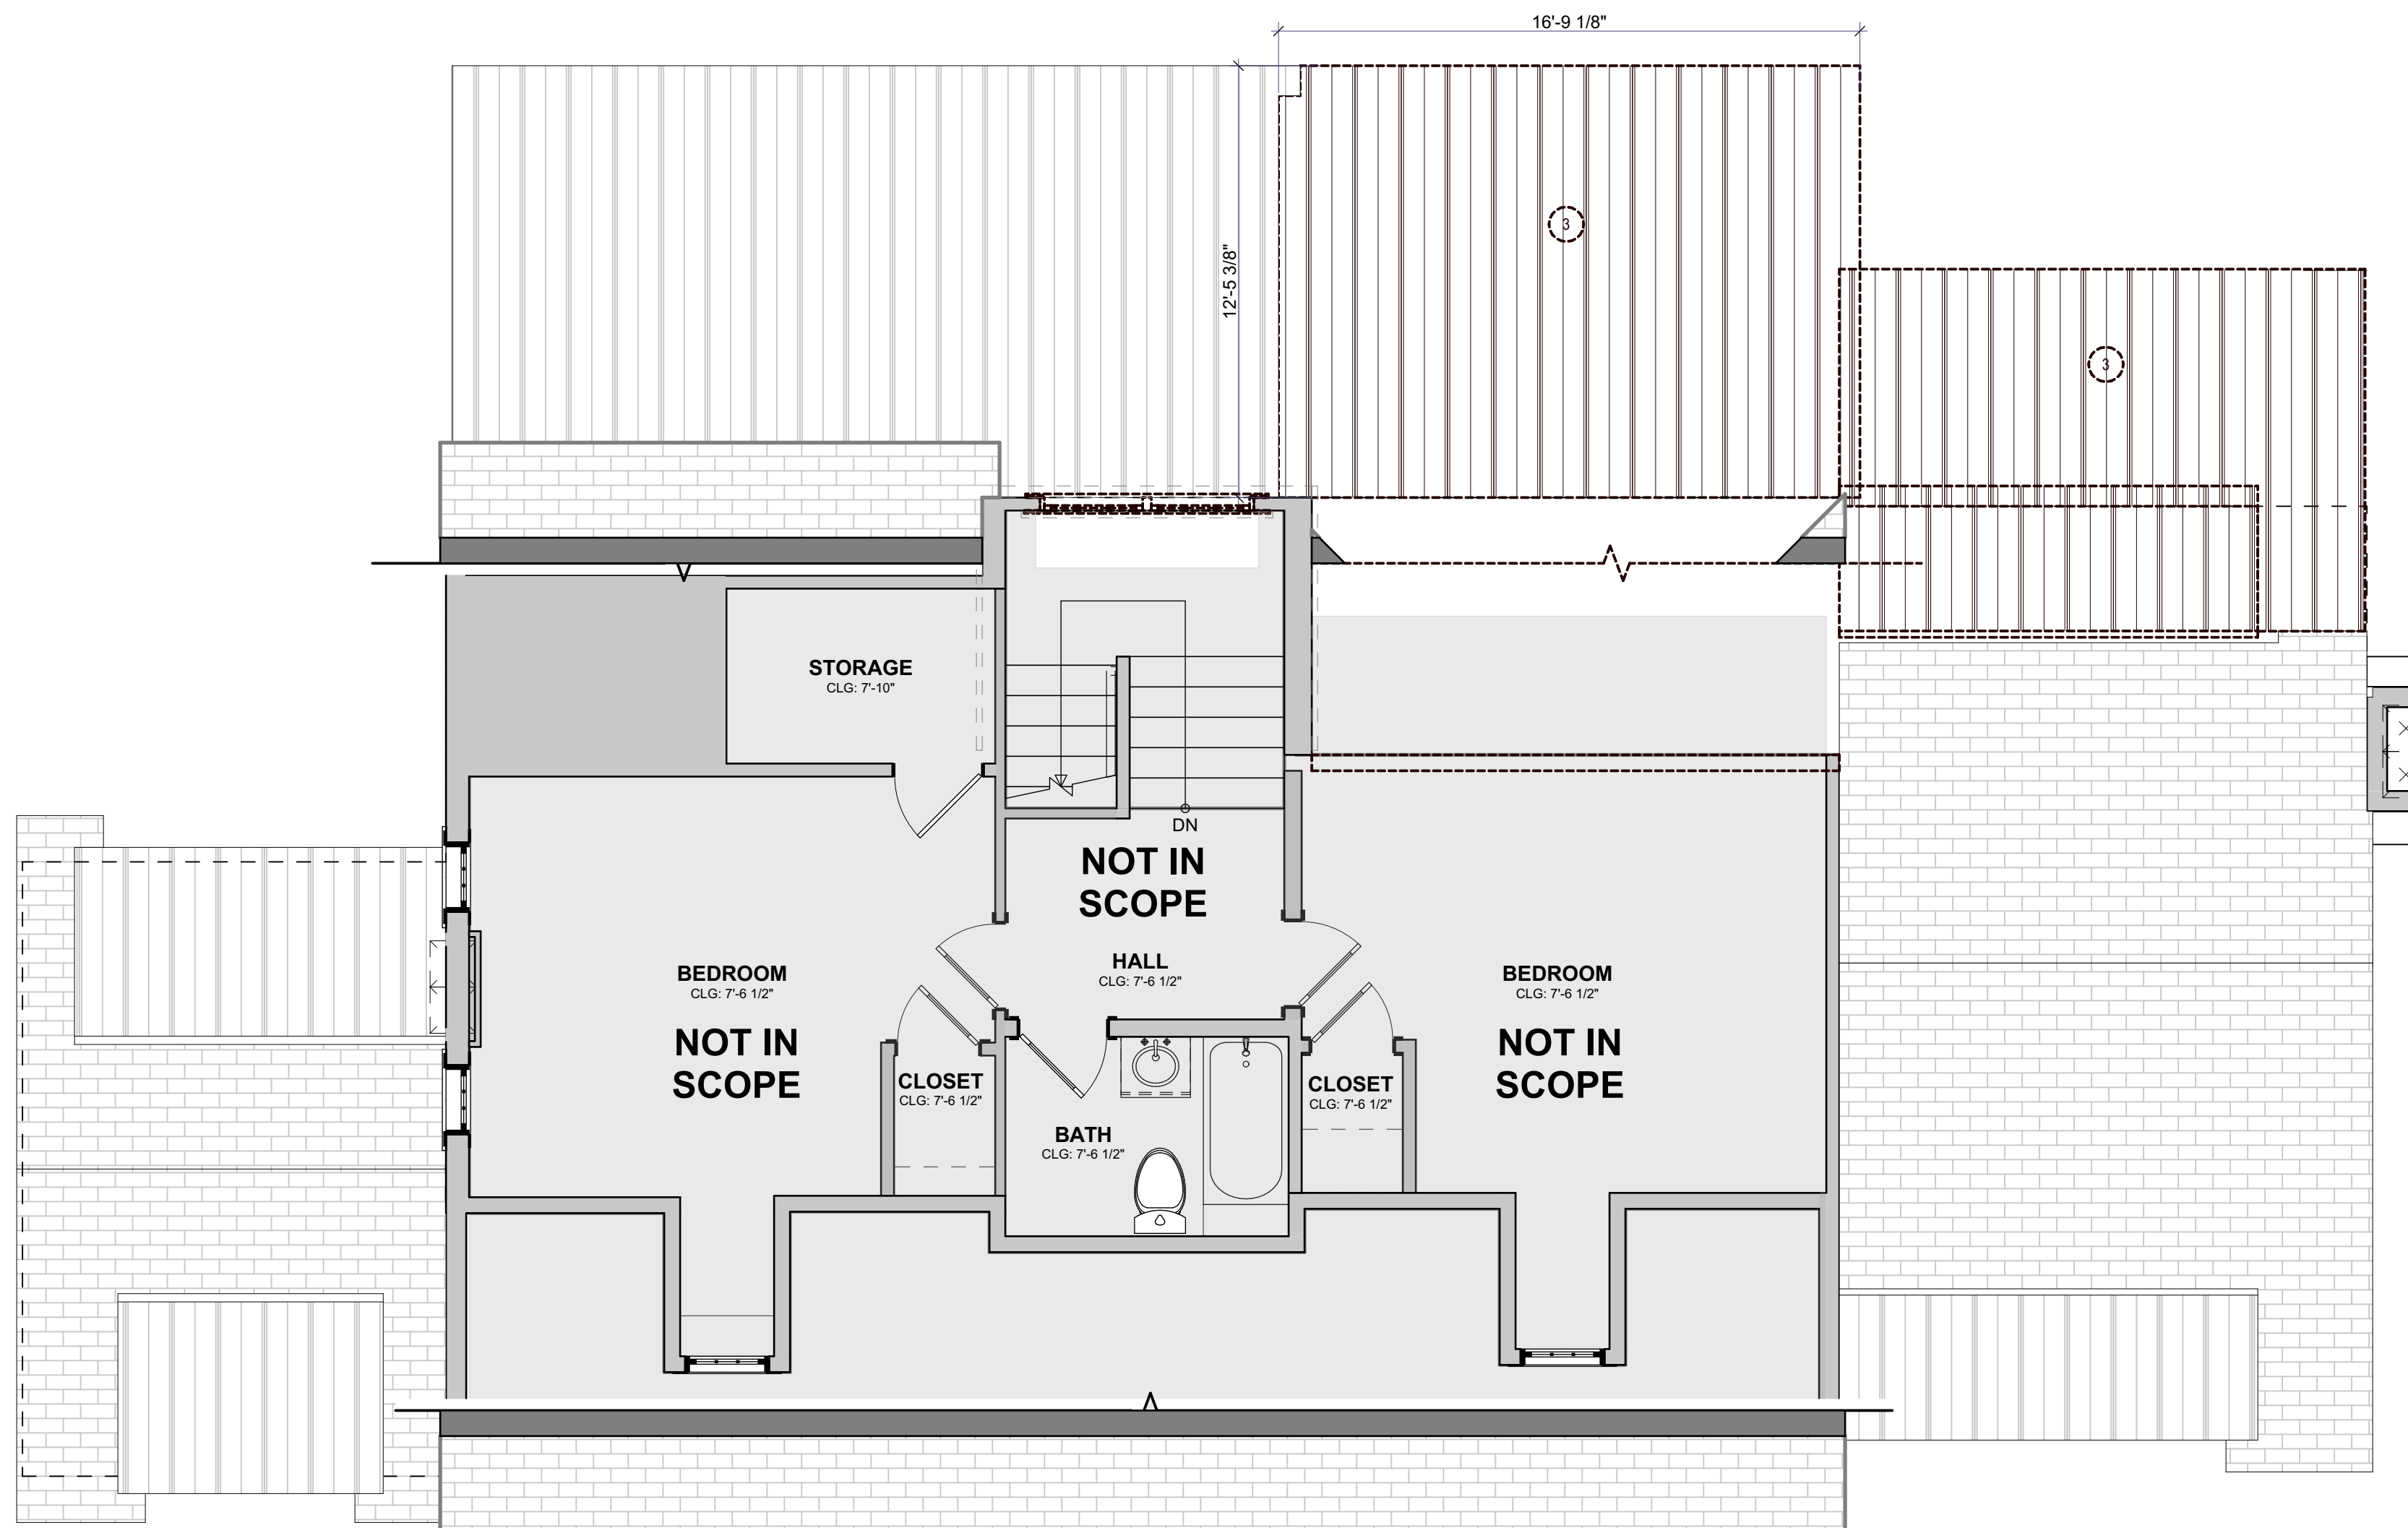 16'-9 1/8"
12'-5 3/8"
3
3
STORAGE
CLG: 7'-10"
DN
NOT IN
SCOPE
HALL
CLG: 7'-6 1/2"
BEDROOM
CLG: 7'-6 1/2"
NOT IN
SCOPE
BEDROOM
CLG: 7'-6 1/2"
NOT IN
SCOPE
CLOSET
CLG: 7'-6 1/2"
CLOSET
CLG: 7'-6 1/2"
BATH
CLG: 7'-6 1/2"